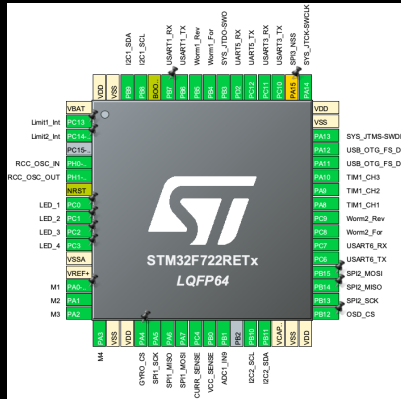 I2C1_SDA
I2C1_SCL
USART1_RX
USART1_TX
Worm1_Rev
Worm1_For
SYS_JTDO-SWO
UART5_RX
UART5_TX
USART3_RX
USART3_TX
SPI3_NSS
SYS_JTCK-SWCLK
VDD
VSS
PB9
PB8
BOO..
PB7
PB6
PB5
PB4
PB3
PD2
PC12
PC11
PC10
PA15
PA14
VBAT
Limit1_Int PC13..
Limit2_Int PC14-..
PC15-..
RCC_OSC_IN PH0-..
RCC_OSC_OUT PH1-..
NRST
LED_1 PC0
LED_2 PC1
LED_3 PC2
LED_4 PC3
VSSA
VREF+
M1 PA0-..
M2 PA1
M3 PA2
STM32F722RETx
LQFP64
VDD
VSS
PA13 SYS_JTMS-SWDI
PA12 USB_OTG_FS_D
PA11 USB_OTG_FS_D
PA10 TIM1_CH3
PA9 TIM1_CH2
PA8 TIM1_CH1
PC9 Worm2_Rev
PC8 Worm2_For
PC7 USART6_RX
PC6 USART6_TX
PB15 SPI2_MOSI
PB14 SPI2_MISO
PB13 SPI2_SCK
PB12 OSD_CS
PA3
VSS
VDD
PA4
PA5
PA6
PA7
PC4
PB0
PB1
PB2
PB10
PB11
VCAP..
VSS
VDD
M4
GYRO_CS
SPI1_SCK
SPI1_MISO
SPI1_MOSI
CURR_SENSE
VCC_SENSE
ADC1_IN9
I2C2_SCL
I2C2_SDA